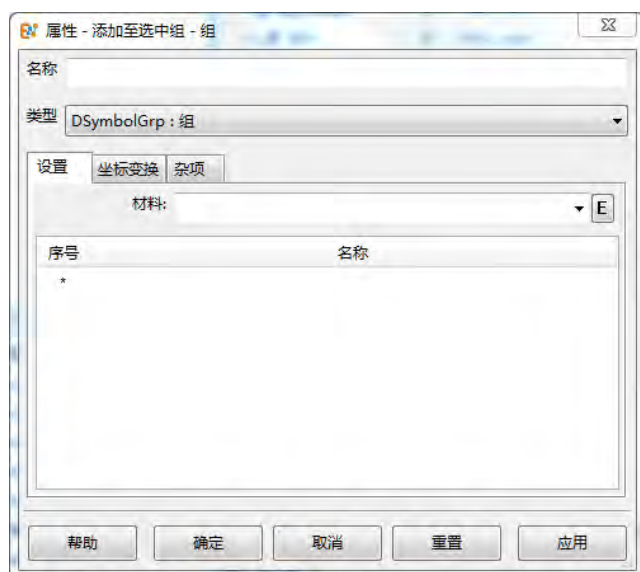 属性 - 添加至选中组 - 组
名称
类型 DSymbolGrp : 组
设置 坐标变换 杂项
材料: E
序号 名称
*
帮助 确定 取消 重置 应用